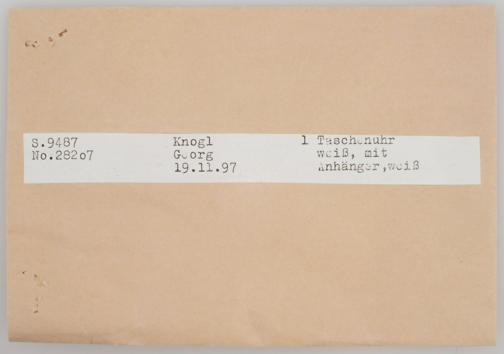 S.9487 Knogl 1 Taschenuhr
No.28207 Georg weiß, mit
19.11.97 Anhänger,weiß